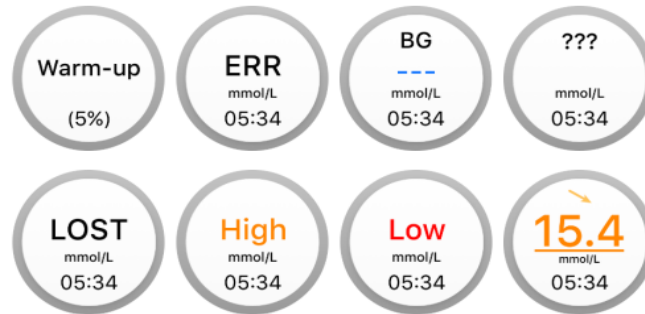 Warm-up
(5%)
ERR
mmol/L
05:34
BG
---
mmol/L
05:34
???
mmol/L
05:34
LOST
mmol/L
05:34
High
mmol/L
05:34
Low
mmol/L
05:34
15.4
mmol/L
05:34